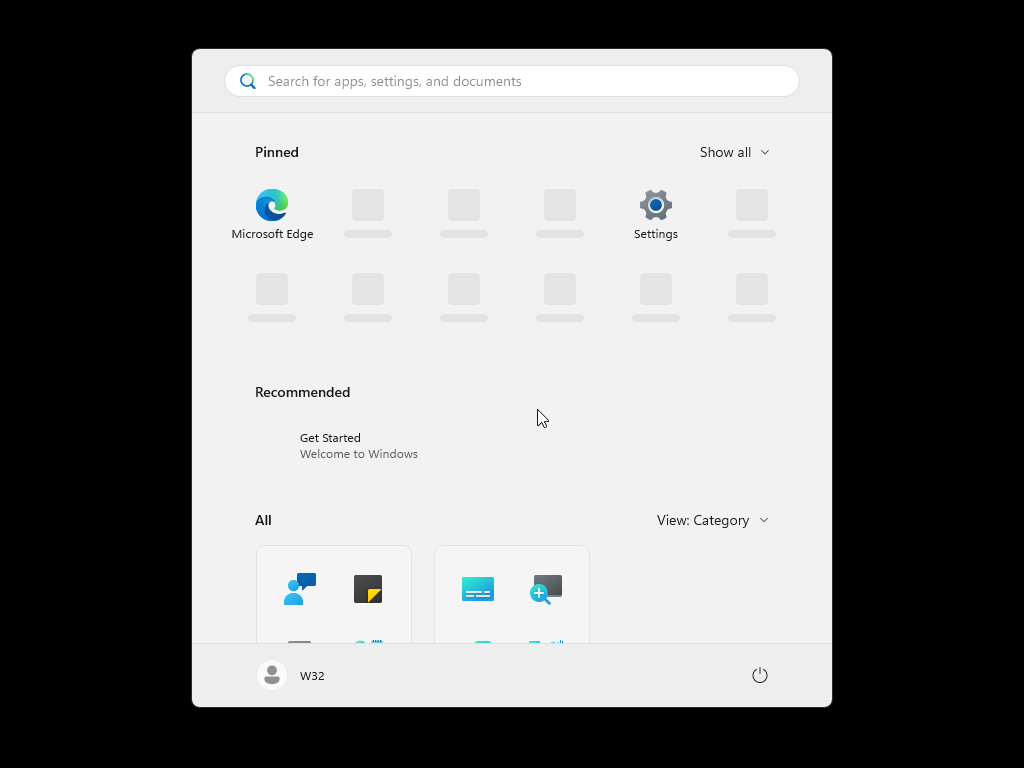 Search for apps, settings, and documents
Pinned
Show all
Microsoft Edge
Settings
Recommended
Get Started
Welcome to Windows
All
View: Category
W32